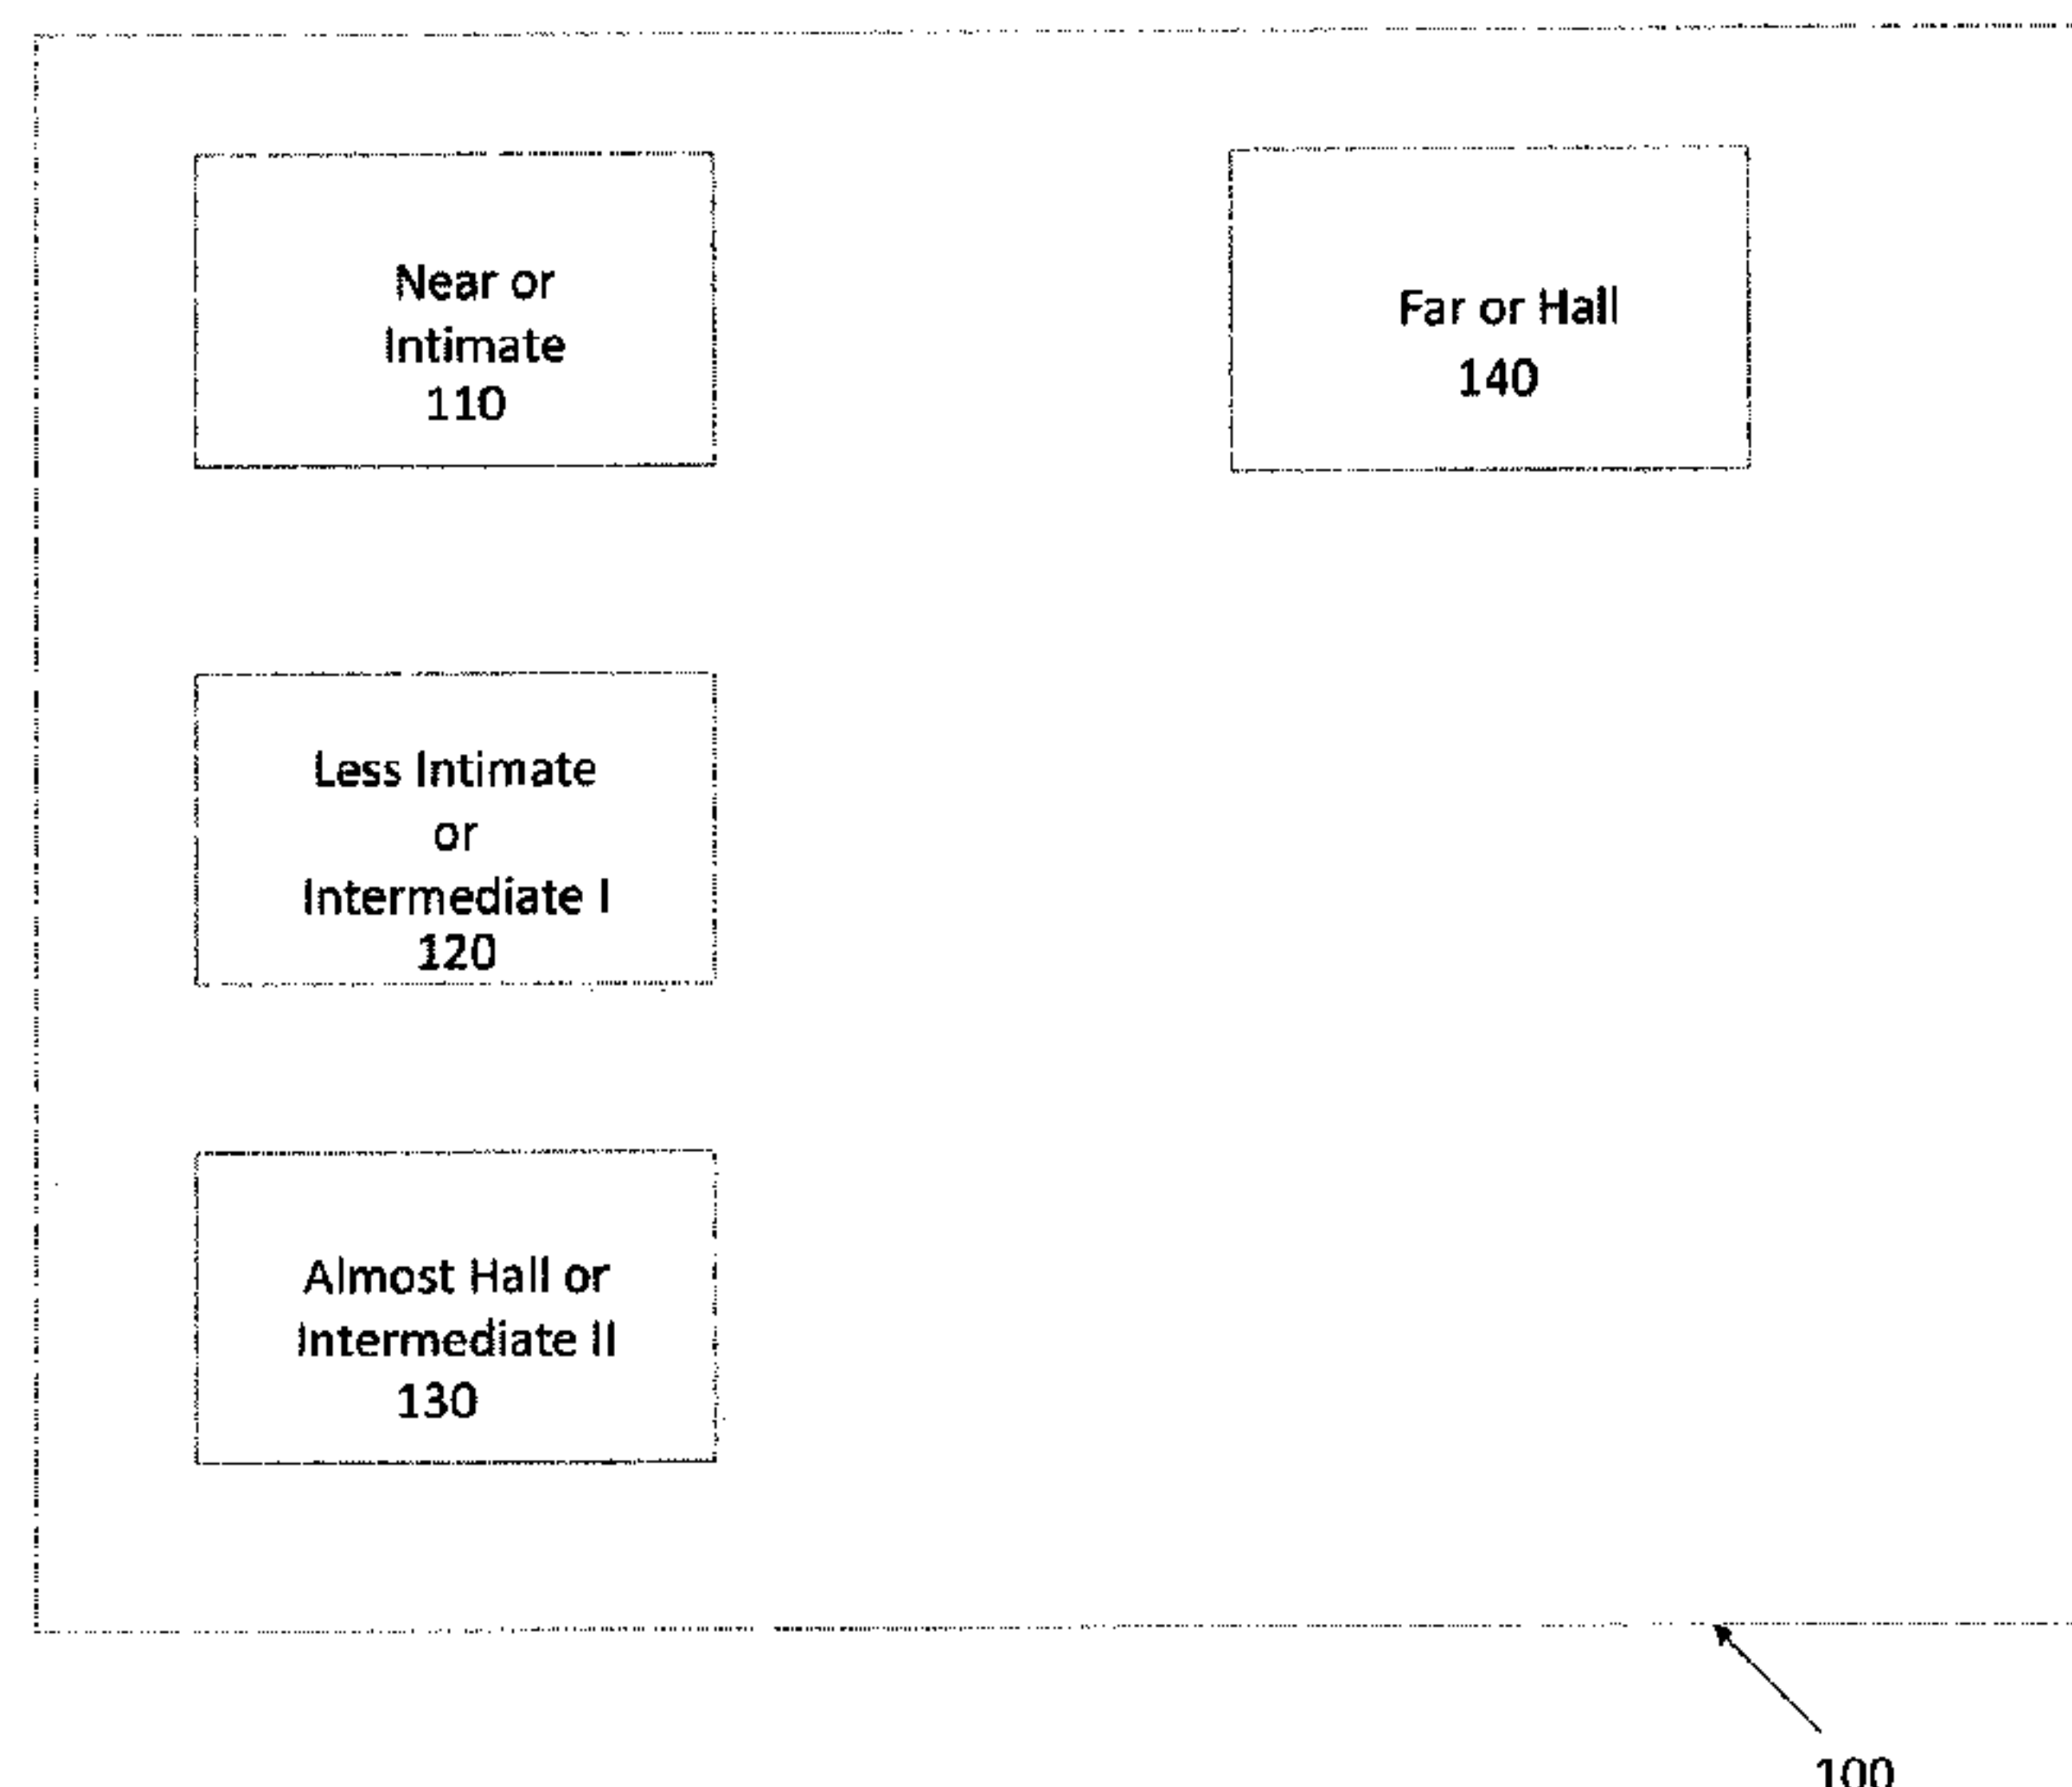 Near or
Intimate
110
Far or Hall
140
Less Intimate
or
Intermediate I
120
Almost Hall or
Intermediate II
130
100